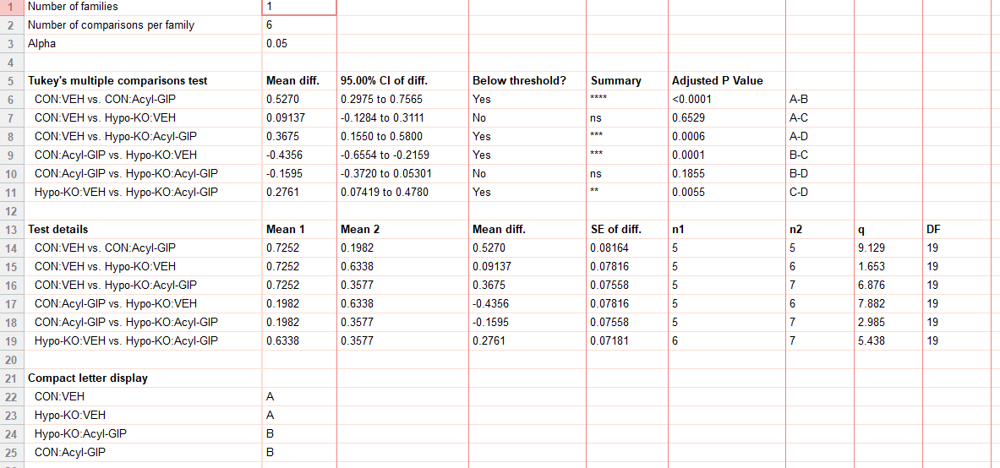 1 Number of families 1
2 Number of comparisons per family 6
3 Alpha 0.05
4
5 Tukey's multiple comparisons test Mean diff. 95.00% CI of diff. Below threshold? Summary Adjusted P Value
6 CON:VEH vs. CON:Acyl-GIP 0.5270 0.2975 to 0.7565 Yes **** <0.0001 A-B
7 CON:VEH vs. Hypo-KO:VEH 0.09137 -0.1284 to 0.3111 No ns 0.6529 A-C
8 CON:VEH vs. Hypo-KO:Acyl-GIP 0.3675 0.1550 to 0.5800 Yes *** 0.0006 A-D
9 CON:Acyl-GIP vs. Hypo-KO:VEH -0.4356 -0.6554 to -0.2159 Yes *** 0.0001 B-C
10 CON:Acyl-GIP vs. Hypo-KO:Acyl-GIP -0.1595 -0.3720 to 0.05301 No ns 0.1855 B-D
11 Hypo-KO:VEH vs. Hypo-KO:Acyl-GIP 0.2761 0.07419 to 0.4780 Yes ** 0.0055 C-D
12
13 Test details Mean 1 Mean 2 Mean diff. SE of diff. n1 n2 q DF
14 CON:VEH vs. CON:Acyl-GIP 0.7252 0.1982 0.5270 0.08164 5 5 9.129 19
15 CON:VEH vs. Hypo-KO:VEH 0.7252 0.6338 0.09137 0.07816 5 6 1.653 19
16 CON:VEH vs. Hypo-KO:Acyl-GIP 0.7252 0.3577 0.3675 0.07558 5 7 6.876 19
17 CON:Acyl-GIP vs. Hypo-KO:VEH 0.1982 0.6338 -0.4356 0.07816 5 6 7.882 19
18 CON:Acyl-GIP vs. Hypo-KO:Acyl-GIP 0.1982 0.3577 -0.1595 0.07558 5 7 2.985 19
19 Hypo-KO:VEH vs. Hypo-KO:Acyl-GIP 0.6338 0.3577 0.2761 0.07181 6 7 5.438 19
20
21 Compact letter display
22 CON:VEH A
23 Hypo-KO:VEH A
24 Hypo-KO:Acyl-GIP B
25 CON:Acyl-GIP B